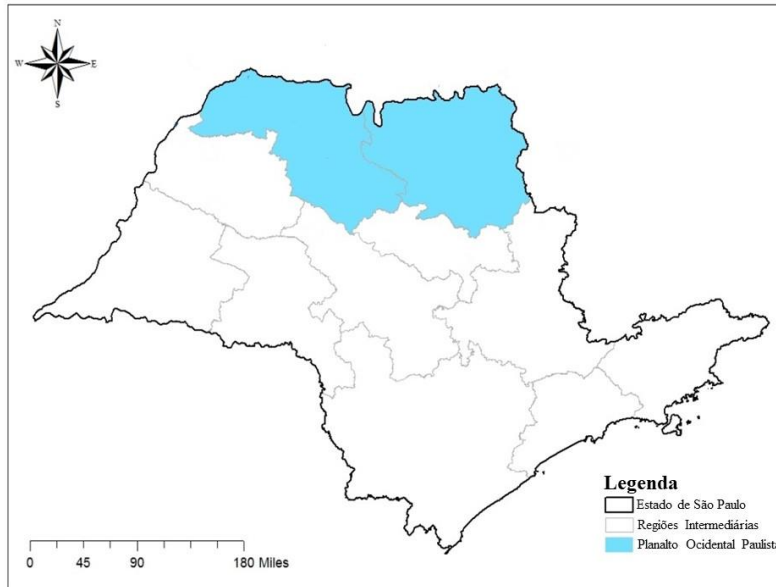 N
W E
S
Legenda
Estado de São Paulo
Regiões Intermediárias
Planalto Ocidental Paulista
0 45 90 180 Miles